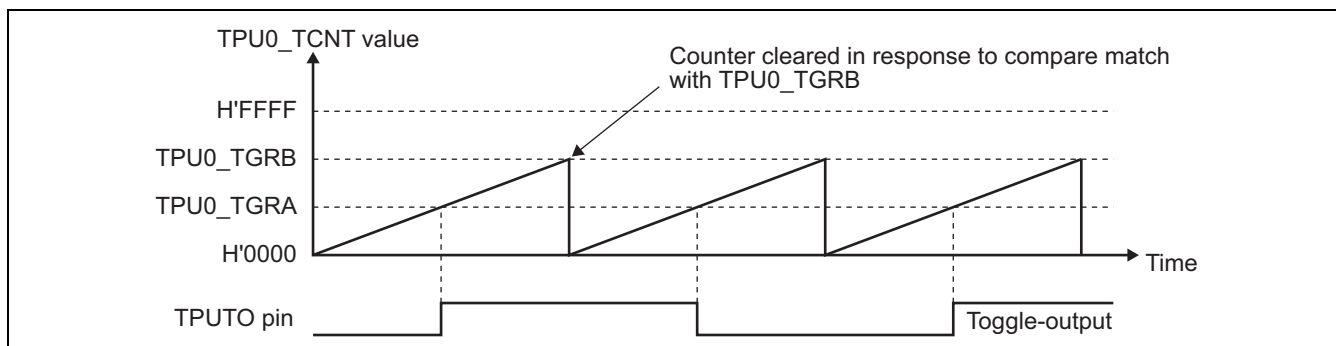 TPU0_TCNT value
Counter cleared in response to compare match
with TPU0_TGRB
H'FFFF
TPU0_TGRB
TPU0_TGRA
H'0000
Time
TPUTO pin
Toggle-output